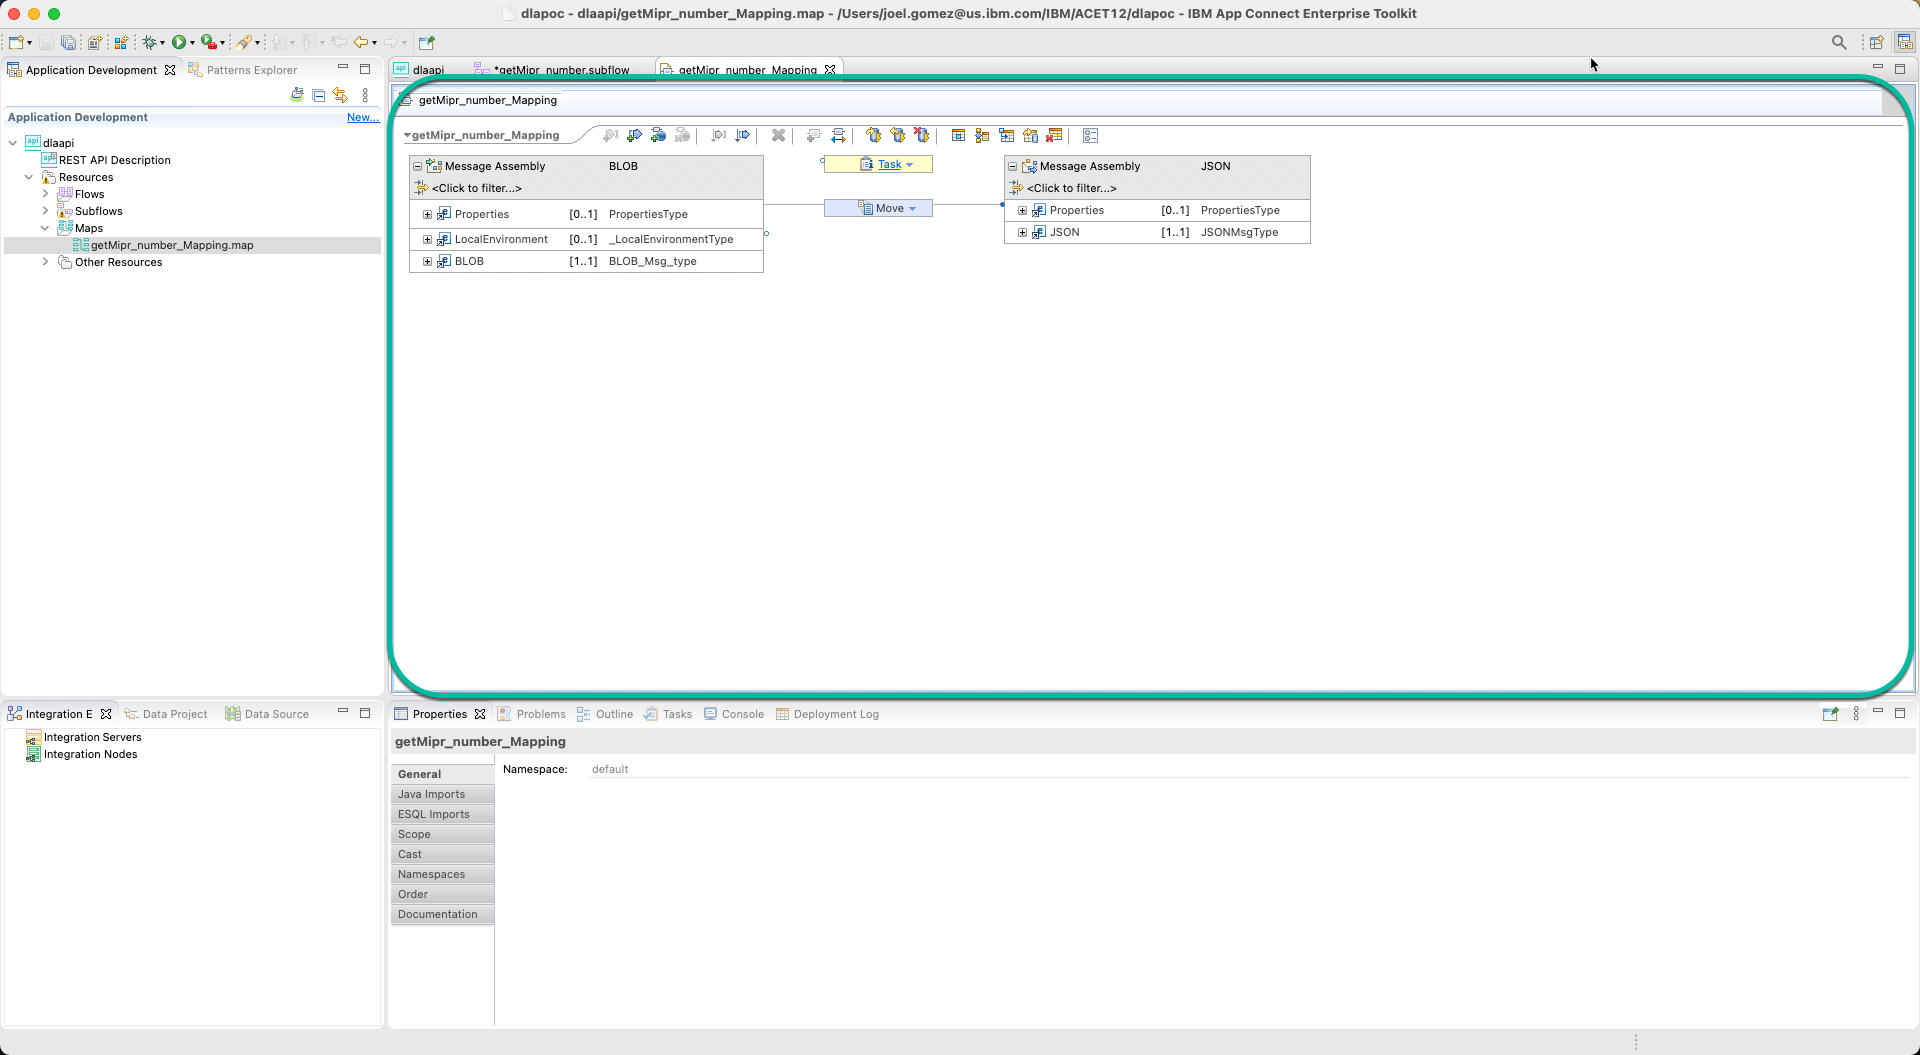 dlapoc - dlaapi/getMipr_number_Mapping.map - /Users/joel.gomez@us.ibm.com/IBM/ACET12/dlapoc - IBM App Connect Enterprise Toolkit
Application Development
Patterns Explorer
dlaapi
*getMipr_number.subflow
getMipr_number_Mapping
Application Development
New...
dlaapi
REST API Description
Resources
Flows
Subflows
Maps
getMipr_number_Mapping.map
Other Resources
getMipr_number_Mapping
getMipr_number_Mapping
Message Assembly BLOB
<Click to filter...>
Properties [0..1] PropertiesType
LocalEnvironment [0..1] _LocalEnvironmentType
BLOB [1..1] BLOB_Msg_type
Task
Move
Message Assembly JSON
<Click to filter...>
Properties [0..1] PropertiesType
JSON [1..1] JSONMsgType
Integration E
Data Project
Data Source
Integration Servers
Integration Nodes
Properties
Problems
Outline
Tasks
Console
Deployment Log
getMipr_number_Mapping
General
Java Imports
ESQL Imports
Scope
Cast
Namespaces
Order
Documentation
Namespace: default